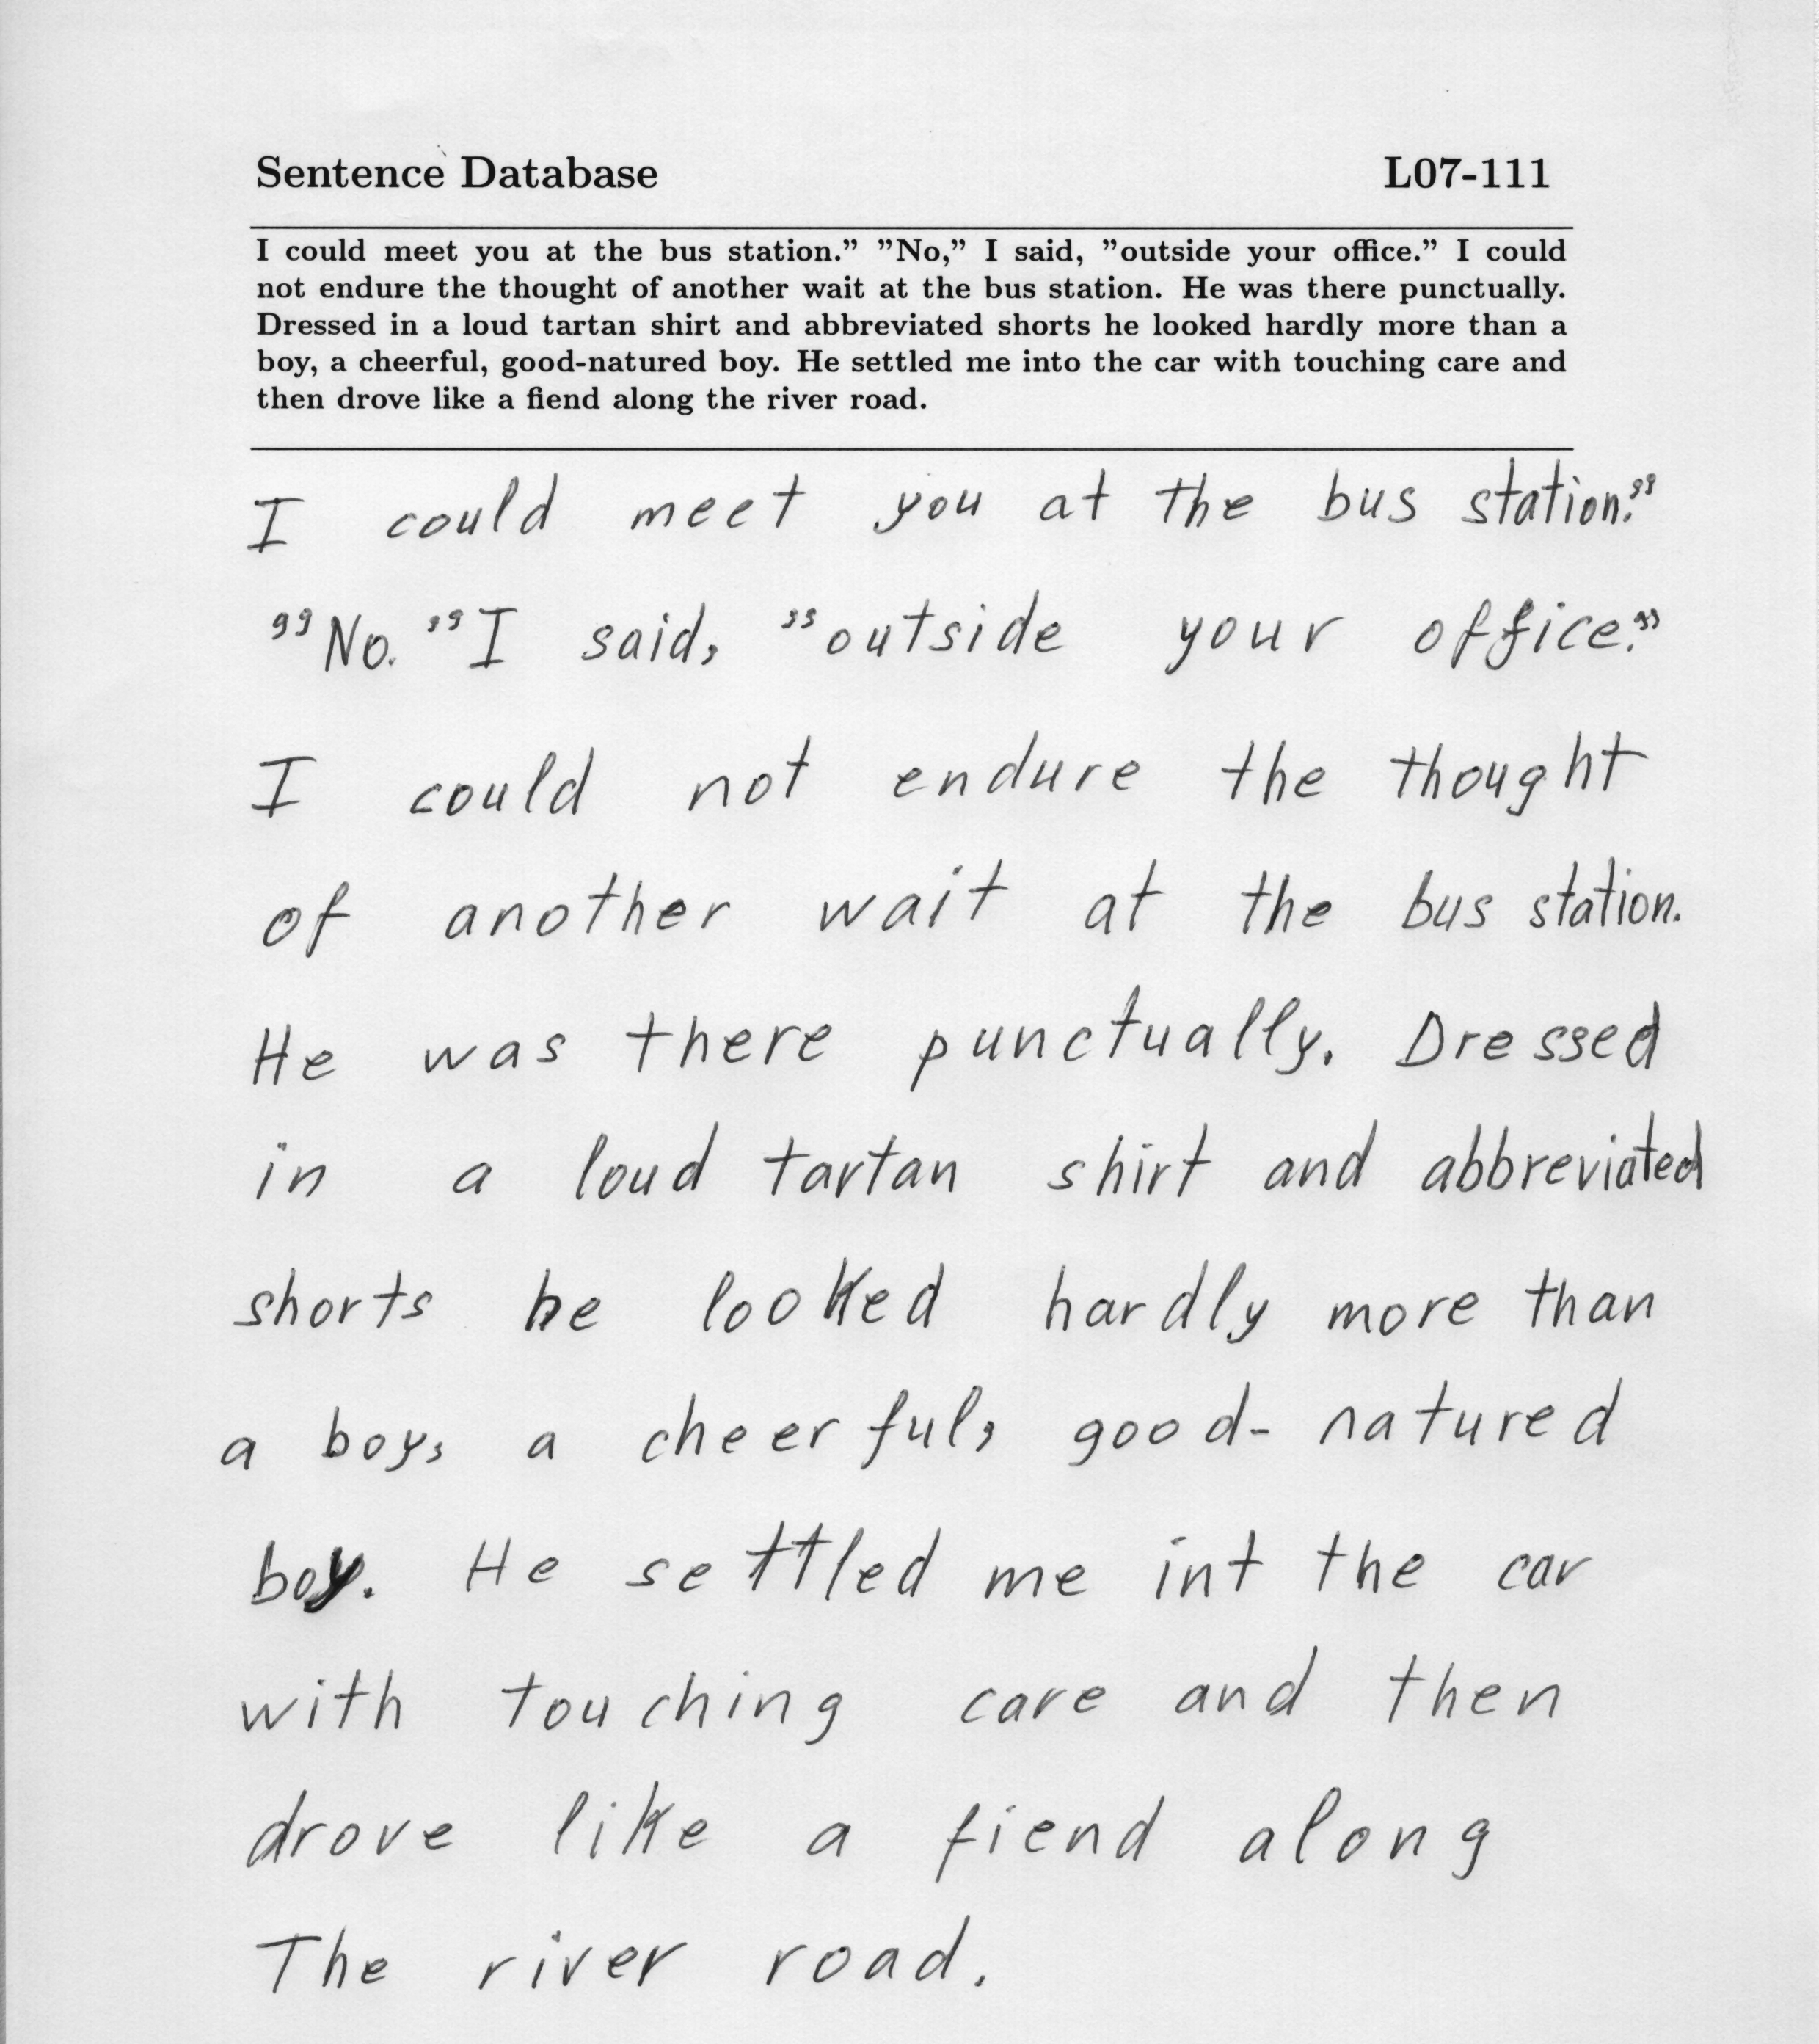 Sentence Database L07-111
I could meet you at the bus station.” ”No,” I said, ”outside your office.” I could
not endure the thought of another wait at the bus station. He was there punctually.
Dressed in a loud tartan shirt and abbreviated shorts he looked hardly more than a
boy, a cheerful, good-natured boy. He settled me into the car with touching care and
then drove like a fiend along the river road.
I could meet you at the bus station.”
”No.” I said, ”outside your office.”
I could not endure the thought
of another wait at the bus station.
He was there punctually. Dressed
in a loud tartan shirt and abbreviated
shorts he looked hardly more than
a boy, a cheerful, good-natured
boy. He settled me int the car
with touching care and then
drove like a fiend along
The river road.